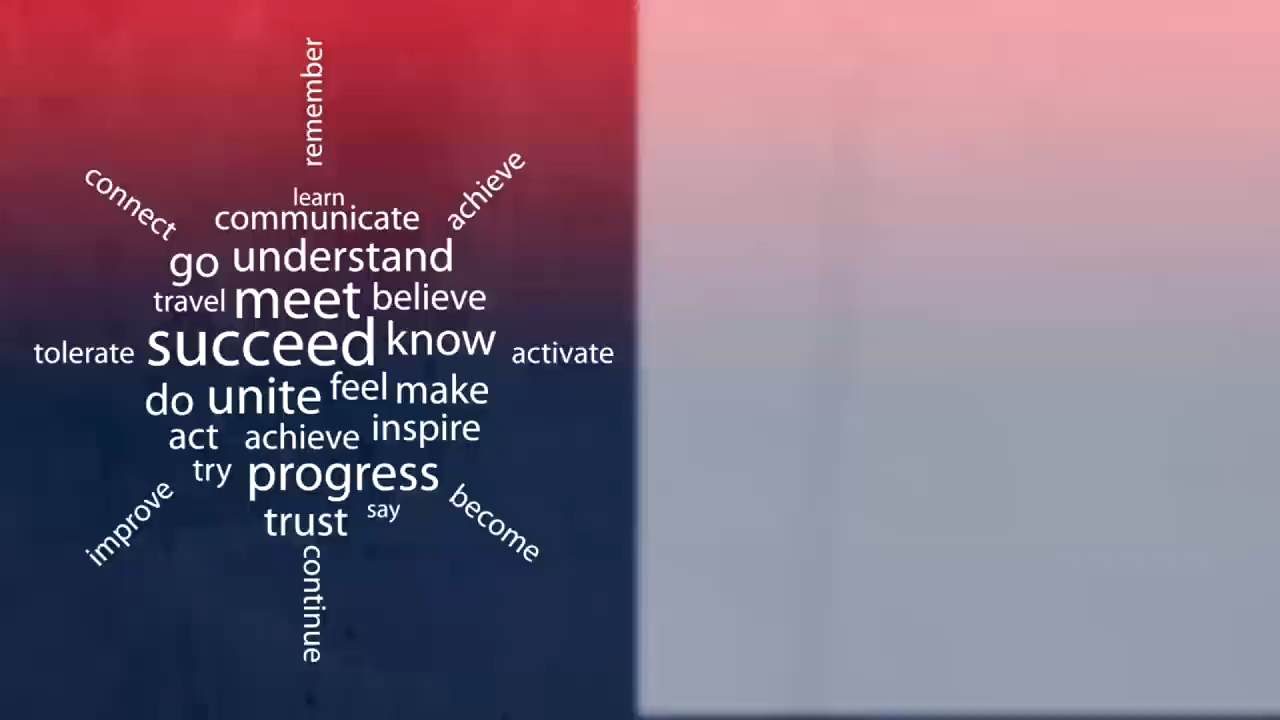 remember
connect
achieve
learn
communicate
go understand
travel meet believe
tolerate succeed know activate
do unite feel make
act achieve inspire
try progress
improve
become
trust say
continue